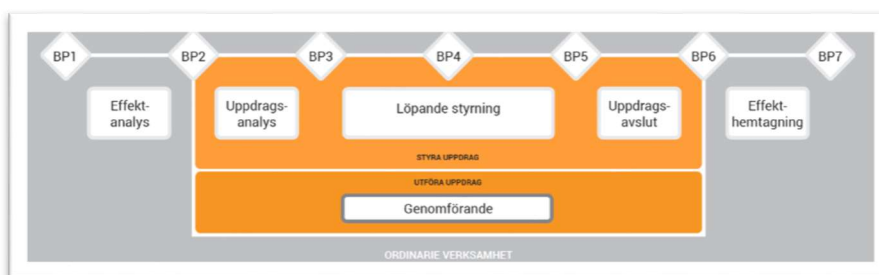 BP1 BP2 BP3 BP4 BP5 BP6 BP7
Effekt-
analys
Uppdrags-
analys
Löpande styrning
Uppdrags-
avslut
Effekt-
hemtagning
STYRA UPPDRAG
UTFÖRA UPPDRAG
Genomförande
ORDINARIE VERKSAMHET